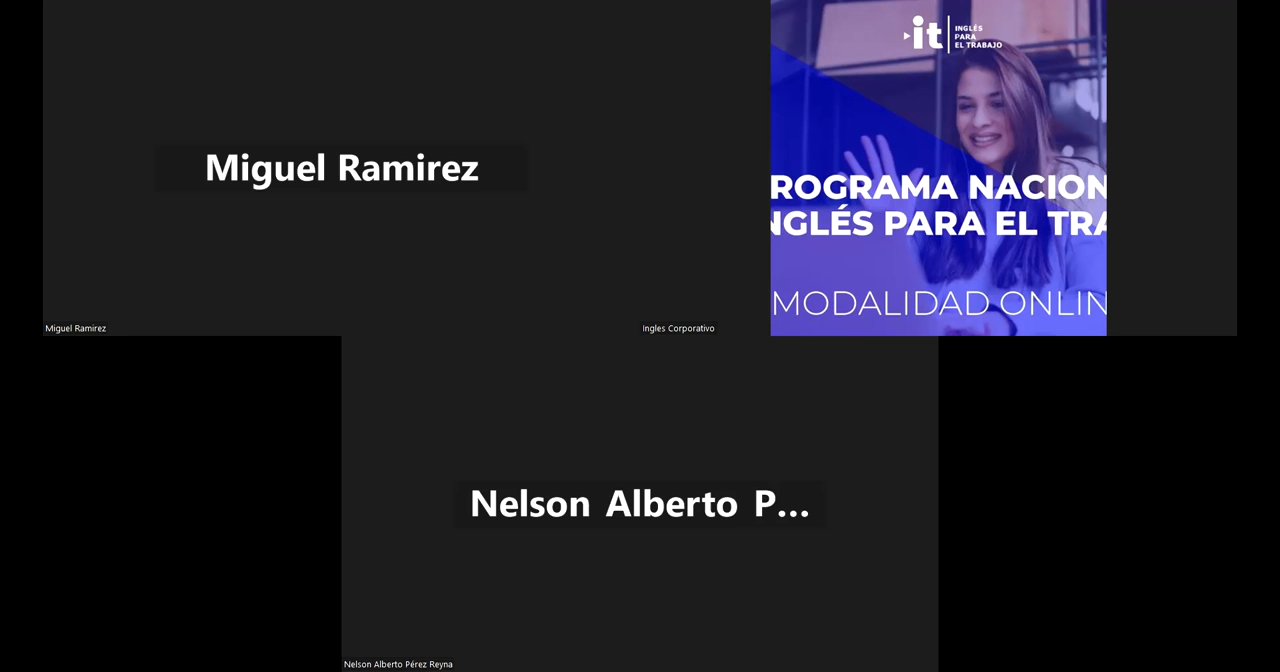 Miguel Ramirez
Miguel Ramirez
it
INGLÉS
PARA
EL TRABAJO
ROGRAMA NACION
NGLÉS PARA EL TRA
MODALIDAD ONLIN
Ingles Corporativo
Nelson Alberto P...
Nelson Alberto Pérez Reyna